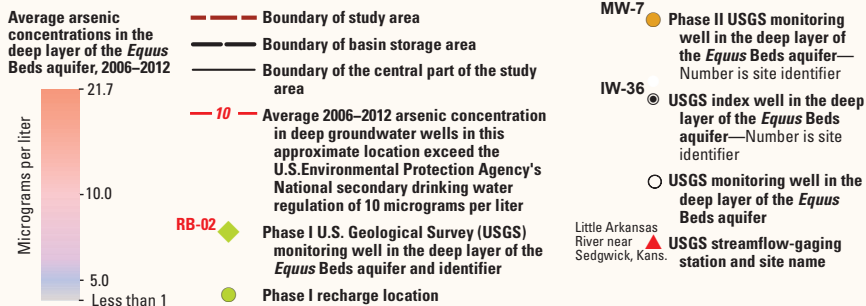 Average arsenic
concentrations in the
deep layer of the Equus
Beds aquifer, 2006–2012
Micrograms per liter
21.7
10.0
5.0
Less than 1
Boundary of study area
Boundary of basin storage area
Boundary of the central part of the study
area
10
Average 2006–2012 arsenic concentration
in deep groundwater wells in this
approximate location exceed the
U.S.Environmental Protection Agency's
National secondary drinking water
regulation of 10 micrograms per liter
RB-02
Phase I U.S. Geological Survey (USGS)
monitoring well in the deep layer of the
Equus Beds aquifer and identifier
Phase I recharge location
MW-7
Phase II USGS monitoring
well in the deep layer of
the Equus Beds aquifer—
Number is site identifier
IW-36
USGS index well in the deep
layer of the Equus Beds
aquifer—Number is site
identifier
USGS monitoring well in the
deep layer of the Equus
Beds aquifer
Little Arkansas
River near
Sedgwick, Kans.
USGS streamflow-gaging
station and site name